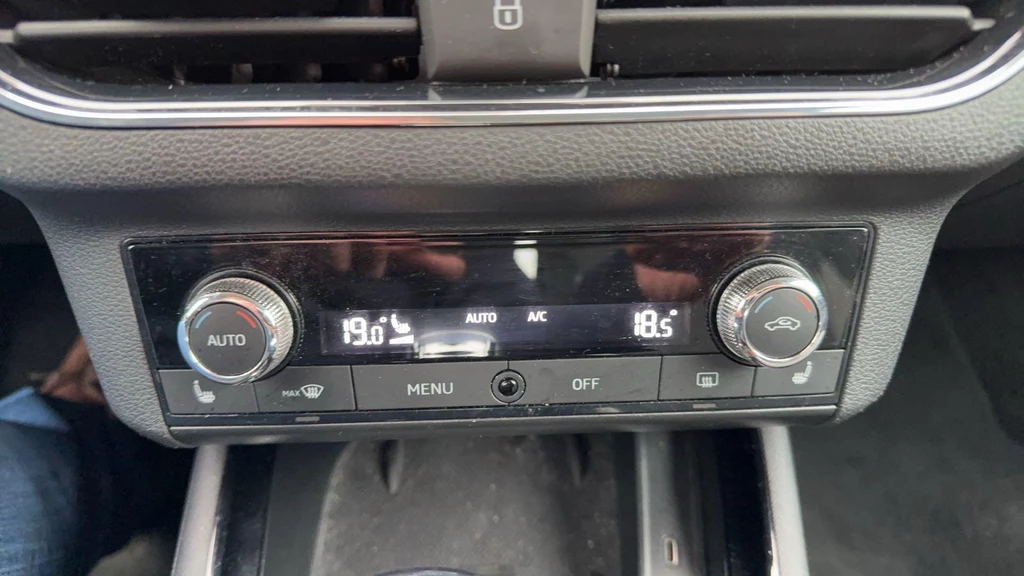 19.0° AUTO A/C 18.5°
AUTO
MAX MENU OFF